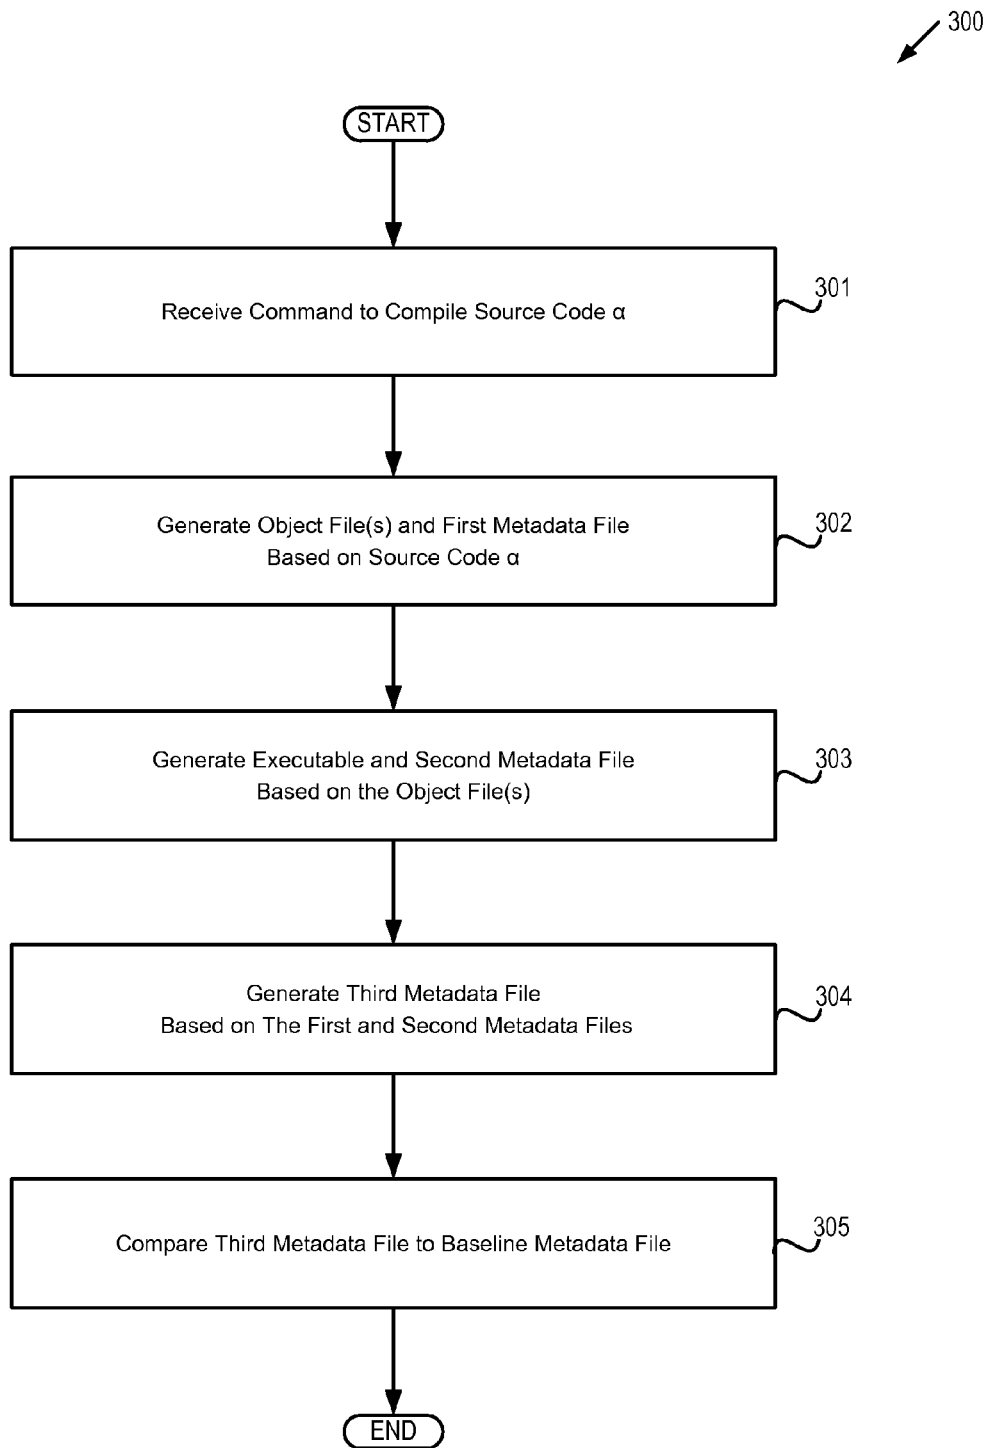 300
START
Receive Command to Compile Source Code α
301
Generate Object File(s) and First Metadata File
Based on Source Code α
302
Generate Executable and Second Metadata File
Based on the Object File(s)
303
Generate Third Metadata File
Based on The First and Second Metadata Files
304
Compare Third Metadata File to Baseline Metadata File
305
END